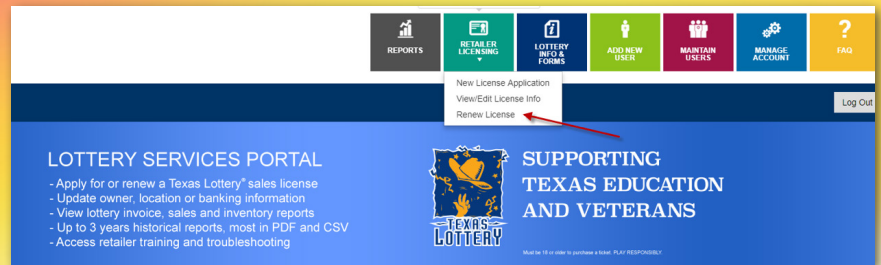 REPORTS
RETAILER
LICENSING
LOTTERY
INFO &
FORMS
ADD NEW
USER
MAINTAIN
USERS
MANAGE
ACCOUNT
?
FAQ
New License Application
View/Edit License Info
Renew License
Log Out
LOTTERY SERVICES PORTAL
- Apply for or renew a Texas Lottery® sales license
- Update owner, location or banking information
- View lottery invoice, sales and inventory reports
- Up to 3 years historical reports, most in PDF and CSV
- Access retailer training and troubleshooting
TEXAS
LOTTERY
SUPPORTING
TEXAS EDUCATION
AND VETERANS
Must be 18 or older to purchase a ticket. PLAY RESPONSIBLY.